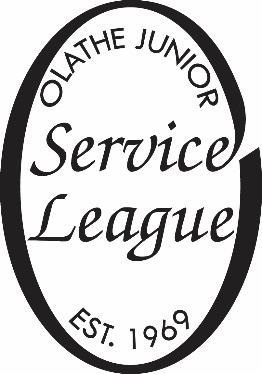 OLATHE JUNIOR
Service
League
EST. 1969